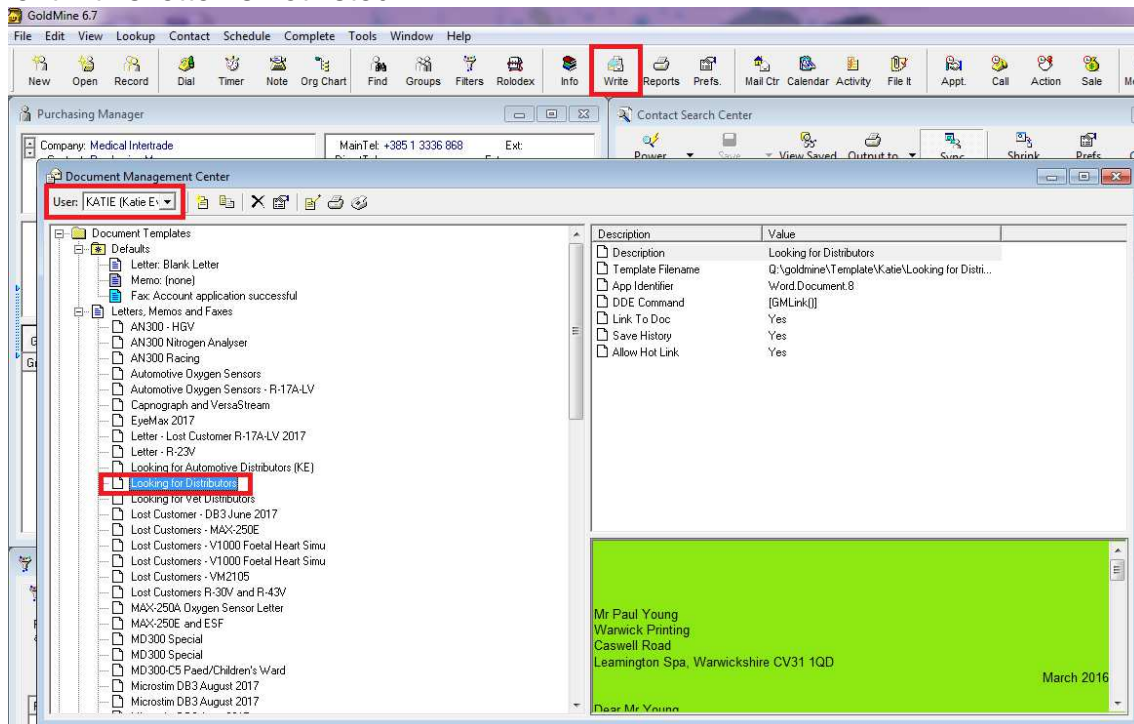 GoldMine 6.7
File Edit View Lookup Contact Schedule Complete Tools Window Help
New Open Record Dial Timer Note Org Chart Find Groups Filters Rolodex Info Write Reports Prefs. Mail Ctr Calendar Activity File It Appt. Call Action Sale
Purchasing Manager
Contact Search Center
Company: Medical Intertrade
MainTel: +385 1 3336 868 Ext:
Power Save View Saved Output to Sync Shrink Prefs
Document Management Center
User: KATIE (Katie E
Document Templates
Defaults
Letter: Blank Letter
Memo: (none)
Fax: Account application successful
Letters, Memos and Faxes
AN300 - HGV
AN300 Nitrogen Analyser
AN300 Racing
Automotive Oxygen Sensors
Automotive Oxygen Sensors - R-17A-LV
Capnograph and VersaStream
EyeMax 2017
Letter - Lost Customer R-17A-LV 2017
Letter - R-23V
Looking for Automotive Distributors (KE)
Looking for Distributors
Looking for Vet Distributors
Lost Customer - DB3 June 2017
Lost Customers - MAX-250E
Lost Customers - V1000 Foetal Heart Simu
Lost Customers - V1000 Foetal Heart Simu
Lost Customers - VM2105
Lost Customers R-30V and R-43V
MAX-250A Oxygen Sensor Letter
MAX-250E and ESF
MD300 Special
MD300 Special
MD300-C5 Paed/Children's Ward
Microstim DB3 August 2017
Microstim DB3 August 2017
Description Value
Description Looking for Distributors
Template Filename Q:\goldmine\Template\Katie\Looking for Distri...
App Identifier Word.Document.8
DDE Command [GMLink()]
Link To Doc Yes
Save History Yes
Allow Hot Link Yes
Mr Paul Young
Warwick Printing
Caswell Road
Leamington Spa, Warwickshire CV31 1QD
March 2016
Dear Mr Young